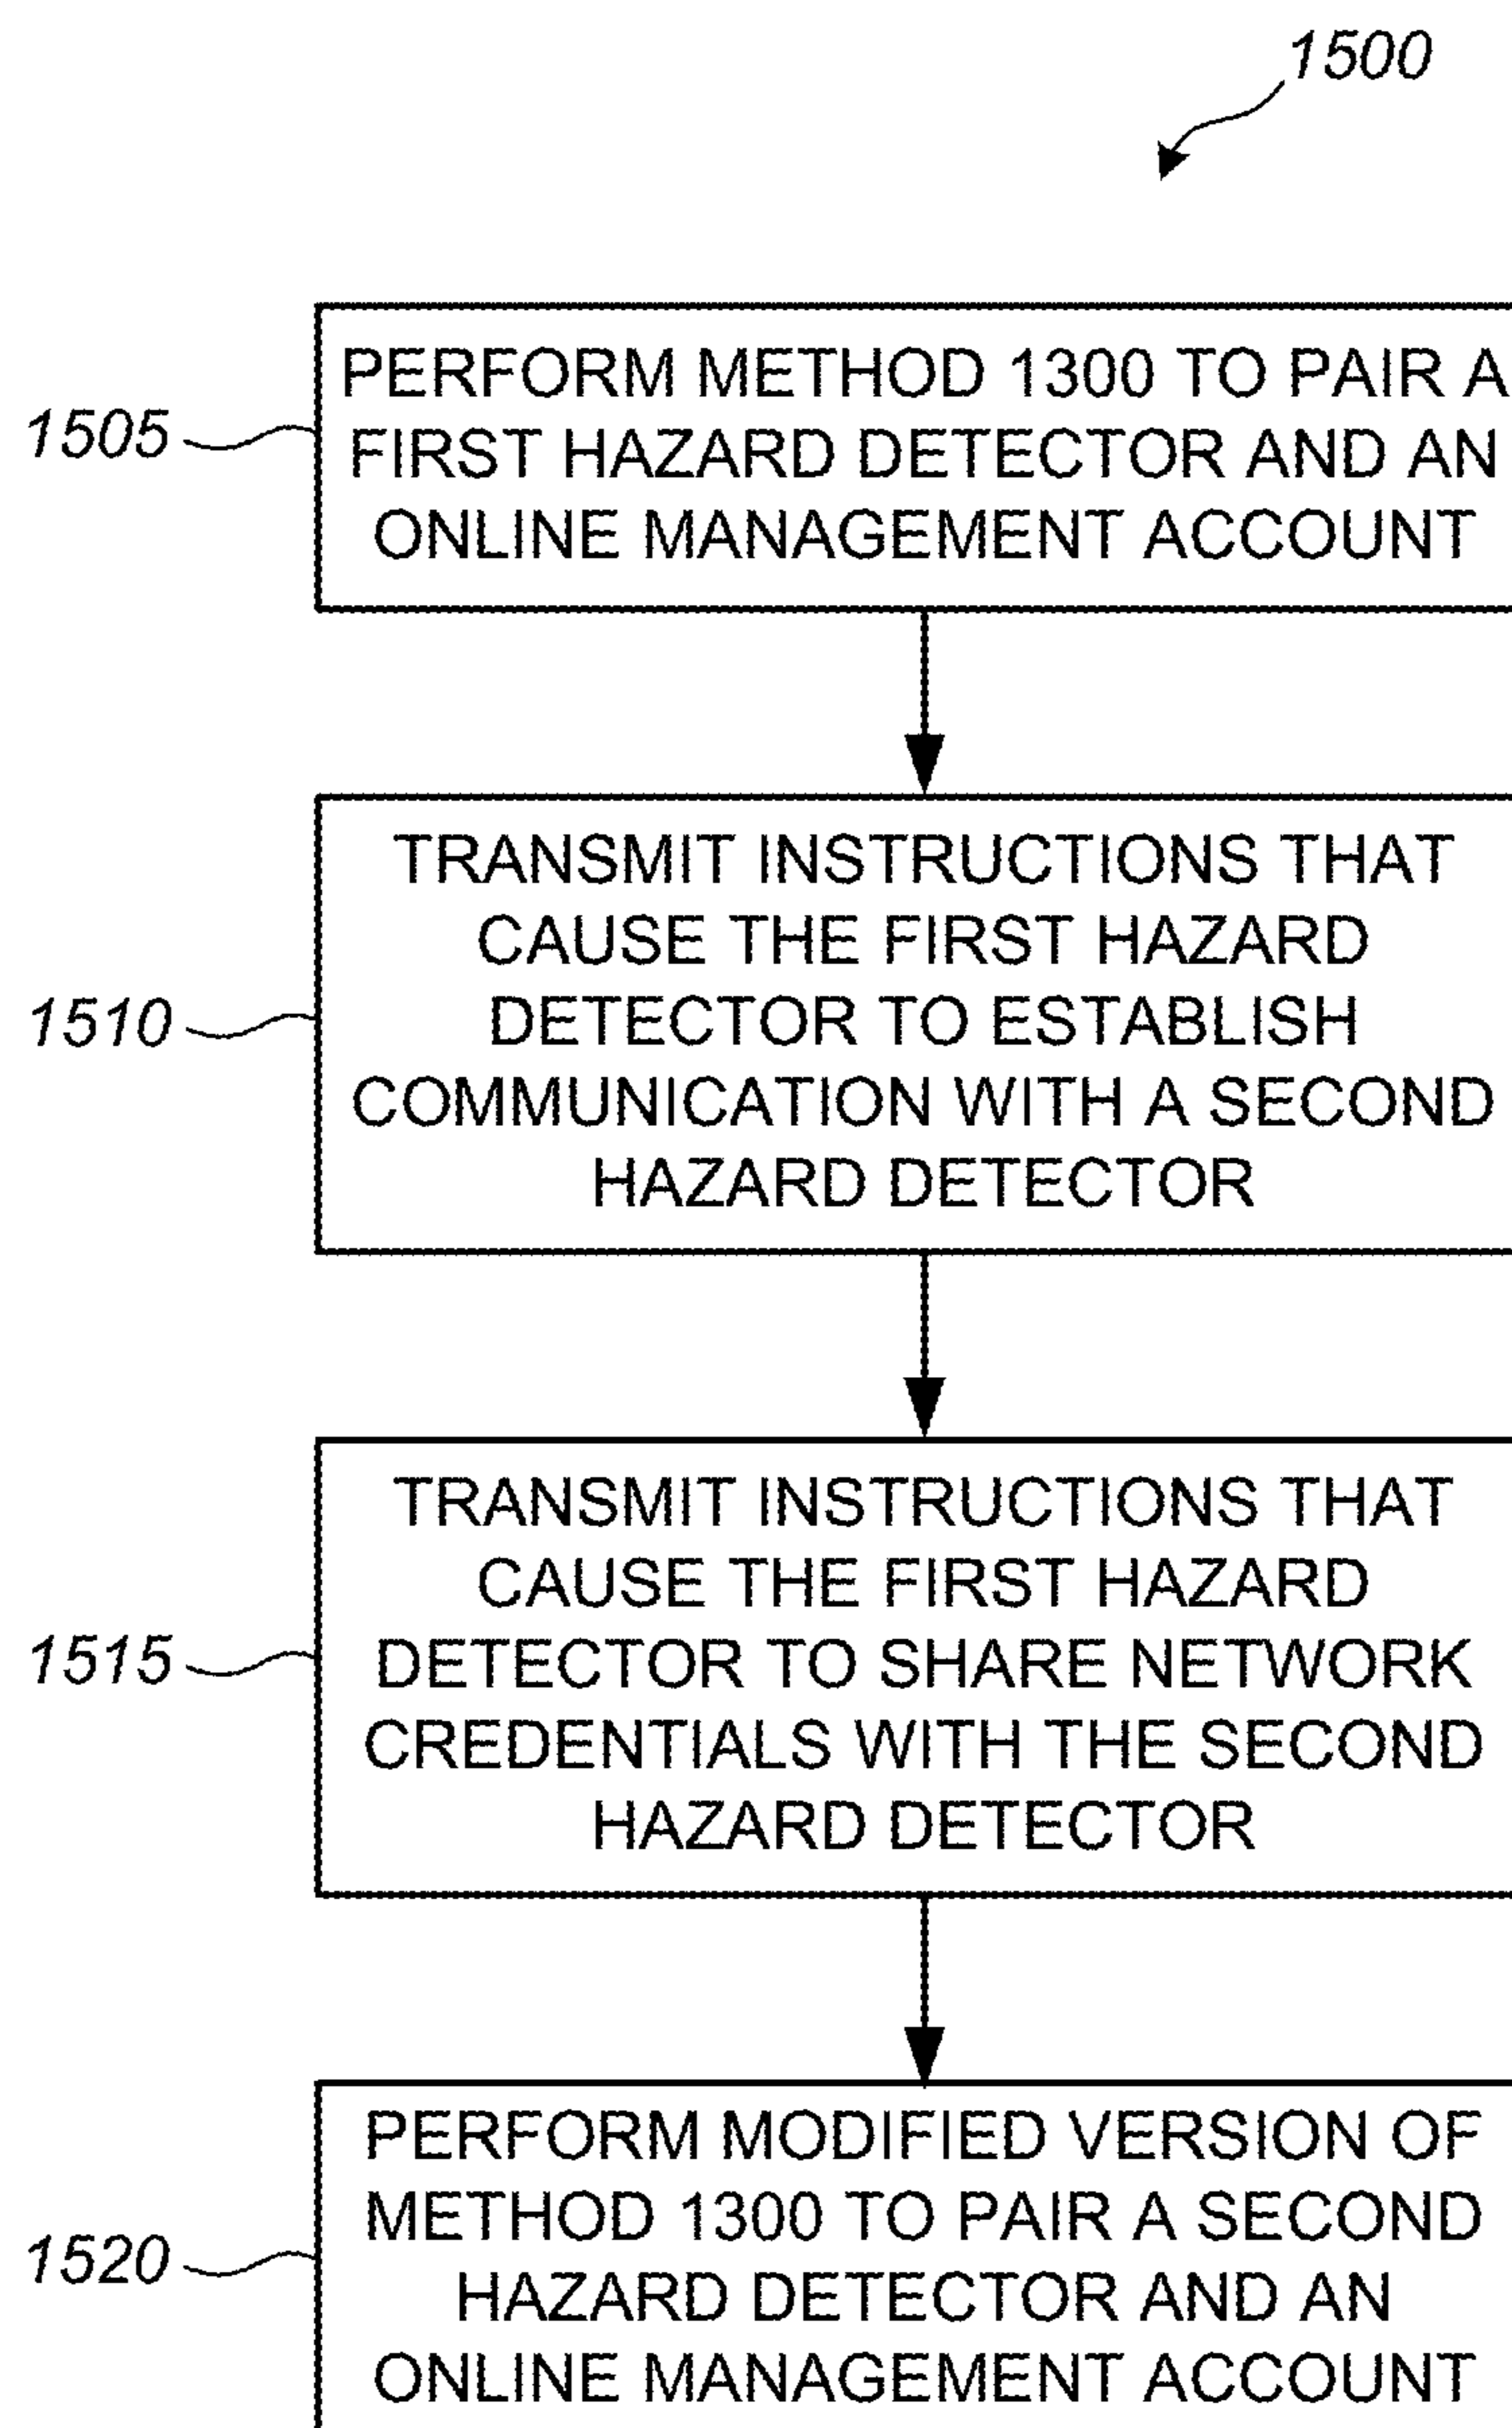 1500
1505
PERFORM METHOD 1300 TO PAIR A
FIRST HAZARD DETECTOR AND AN
ONLINE MANAGEMENT ACCOUNT
1510
TRANSMIT INSTRUCTIONS THAT
CAUSE THE FIRST HAZARD
DETECTOR TO ESTABLISH
COMMUNICATION WITH A SECOND
HAZARD DETECTOR
1515
TRANSMIT INSTRUCTIONS THAT
CAUSE THE FIRST HAZARD
DETECTOR TO SHARE NETWORK
CREDENTIALS WITH THE SECOND
HAZARD DETECTOR
1520
PERFORM MODIFIED VERSION OF
METHOD 1300 TO PAIR A SECOND
HAZARD DETECTOR AND AN
ONLINE MANAGEMENT ACCOUNT